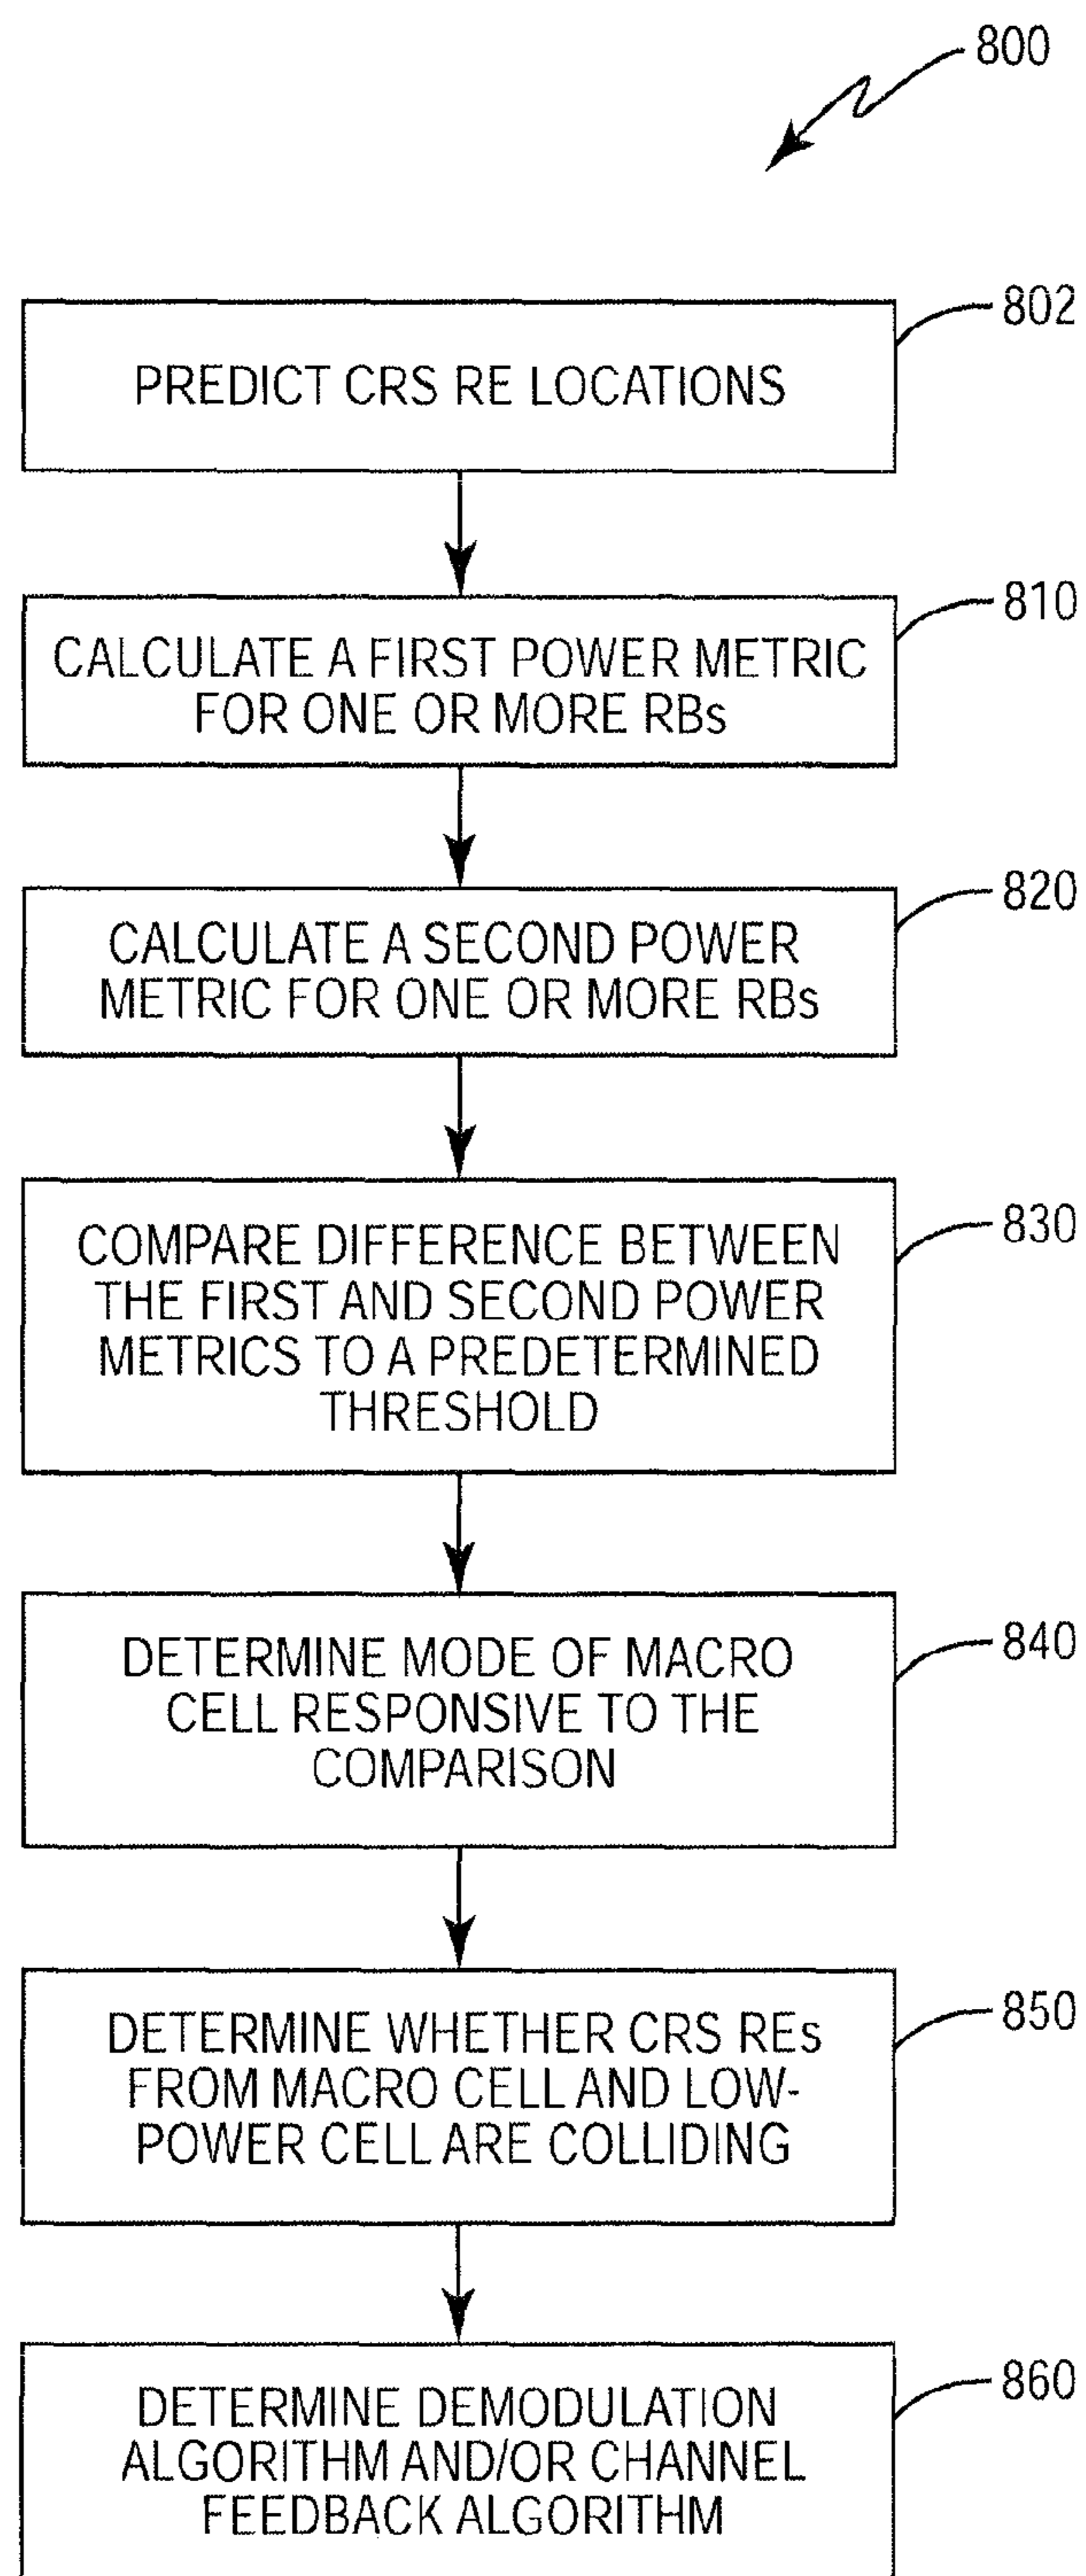 800
802
PREDICT CRS RE LOCATIONS
810
CALCULATE A FIRST POWER METRIC
FOR ONE OR MORE RBs
820
CALCULATE A SECOND POWER
METRIC FOR ONE OR MORE RBs
830
COMPARE DIFFERENCE BETWEEN
THE FIRST AND SECOND POWER
METRICS TO A PREDETERMINED
THRESHOLD
840
DETERMINE MODE OF MACRO
CELL RESPONSIVE TO THE
COMPARISON
850
DETERMINE WHETHER CRS REs
FROM MACRO CELL AND LOW-
POWER CELL ARE COLLIDING
860
DETERMINE DEMODULATION
ALGORITHM AND/OR CHANNEL
FEEDBACK ALGORITHM